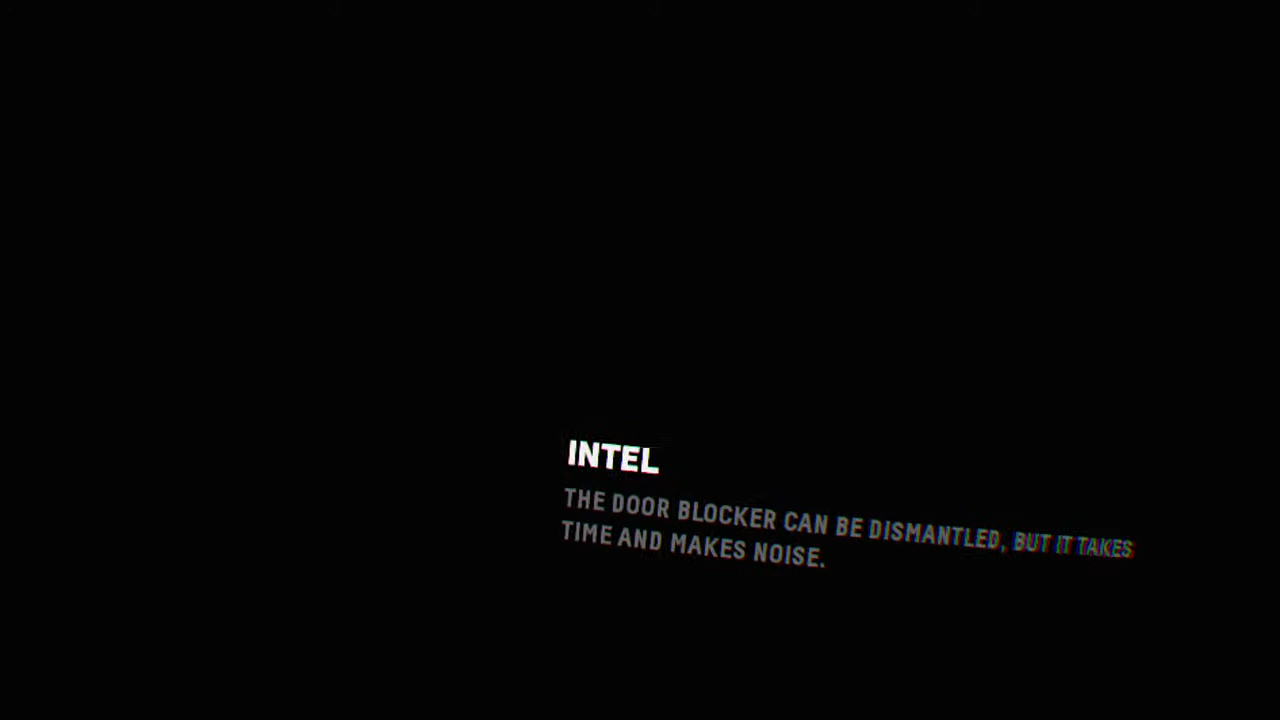 INTEL
THE DOOR BLOCKER CAN BE DISMANTLED, BUT IT TAKES
TIME AND MAKES NOISE.